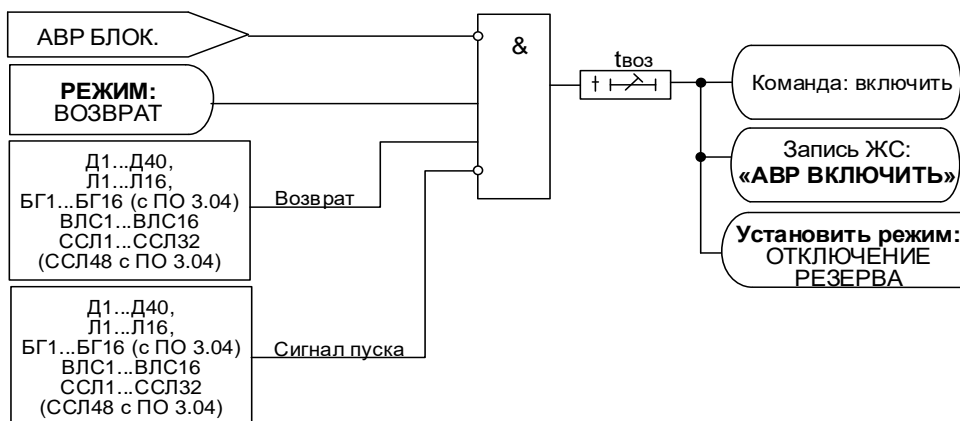 АВР БЛОК.
РЕЖИМ:
ВОЗВРАТ
Д1...Д40,
Л1...Л16,
БГ1...БГ16 (с ПО 3.04)
ВЛС1...ВЛС16
ССЛ1...ССЛ32
(ССЛ48 с ПО 3.04)
Возврат
Д1...Д40,
Л1...Л16,
БГ1...БГ16 (с ПО 3.04)
ВЛС1...ВЛС16
ССЛ1...ССЛ32
(ССЛ48 с ПО 3.04)
Сигнал пуска
&
tвоз
Команда: включить
Запись ЖС:
«АВР ВКЛЮЧИТЬ»
Установить режим:
ОТКЛЮЧЕНИЕ
РЕЗЕРВА